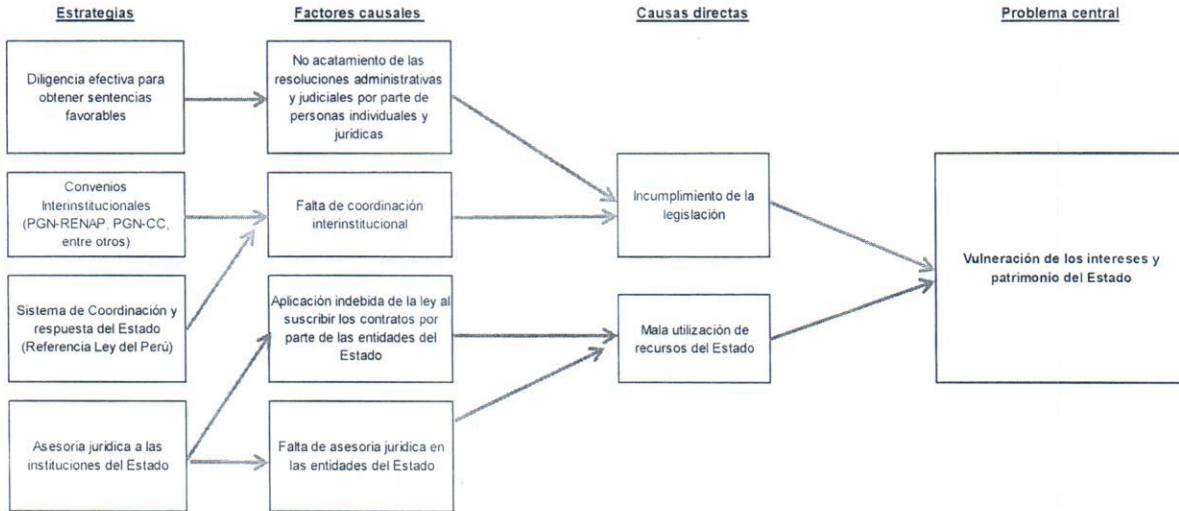 Estrategias
Factores causales
Causas directas
Problema central
Diligencia efectiva para
obtener sentencias
favorables
No acatamiento de las
resoluciones administrativas
y judiciales por parte de
personas individuales y
jurídicas
Convenios
Interinstitucionales
(PGN-RENAP, PGN-CC,
entre otros)
Falta de coordinación
interinstitucional
Incumplimiento de la
legislación
Vulneración de los intereses y
patrimonio del Estado
Sistema de Coordinación y
respuesta del Estado
(Referencia Ley del Perú)
Aplicación indebida de la ley al
suscribir los contratos por
parte de las entidades del
Estado
Mala utilización de
recursos del Estado
Asesoria juridica a las
instituciones del Estado
Falta de asesoria juridica en
las entidades del Estado